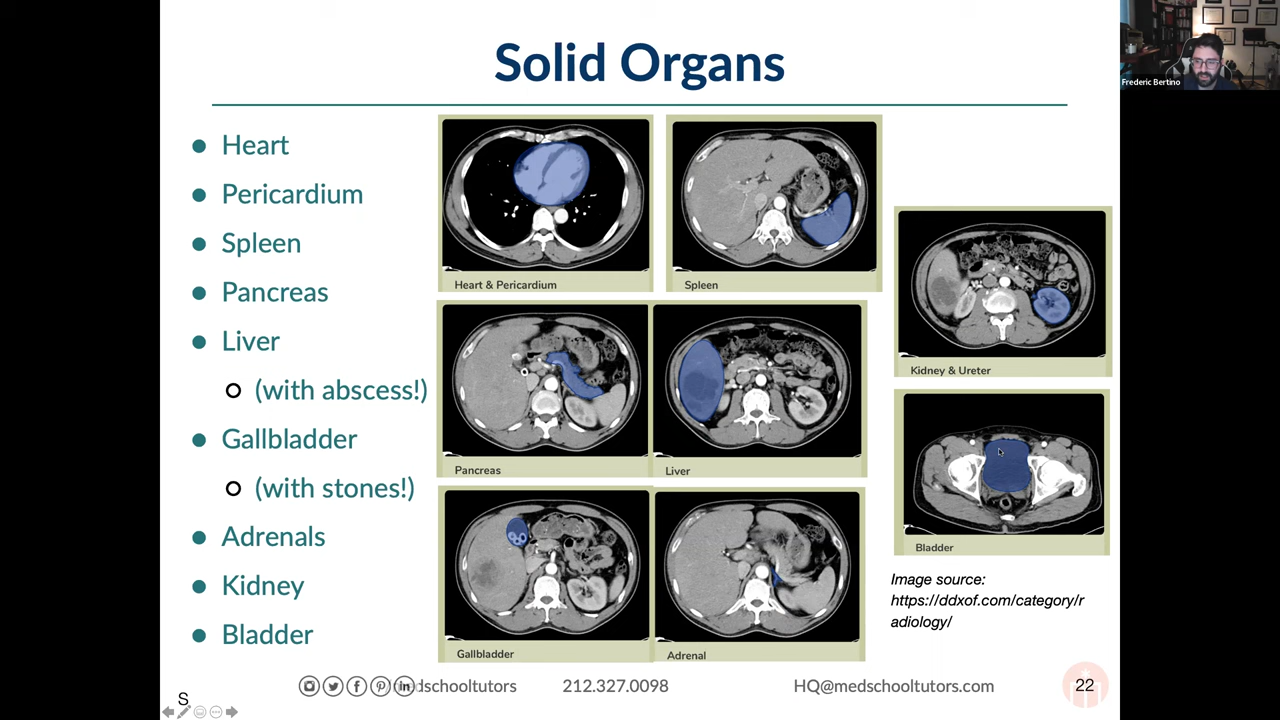 Solid Organs
Frederic Bertino
Heart
Pericardium
Spleen
Pancreas
Liver
(with abscess!)
Gallbladder
(with stones!)
Adrenals
Kidney
Bladder
Heart & Pericardium
Spleen
Kidney & Ureter
Pancreas
Liver
Bladder
Gallbladder
Adrenal
Image source:
https://ddxof.com/category/r
adiology/
medschooltutors
212.327.0098
HQ@medschooltutors.com
22
S